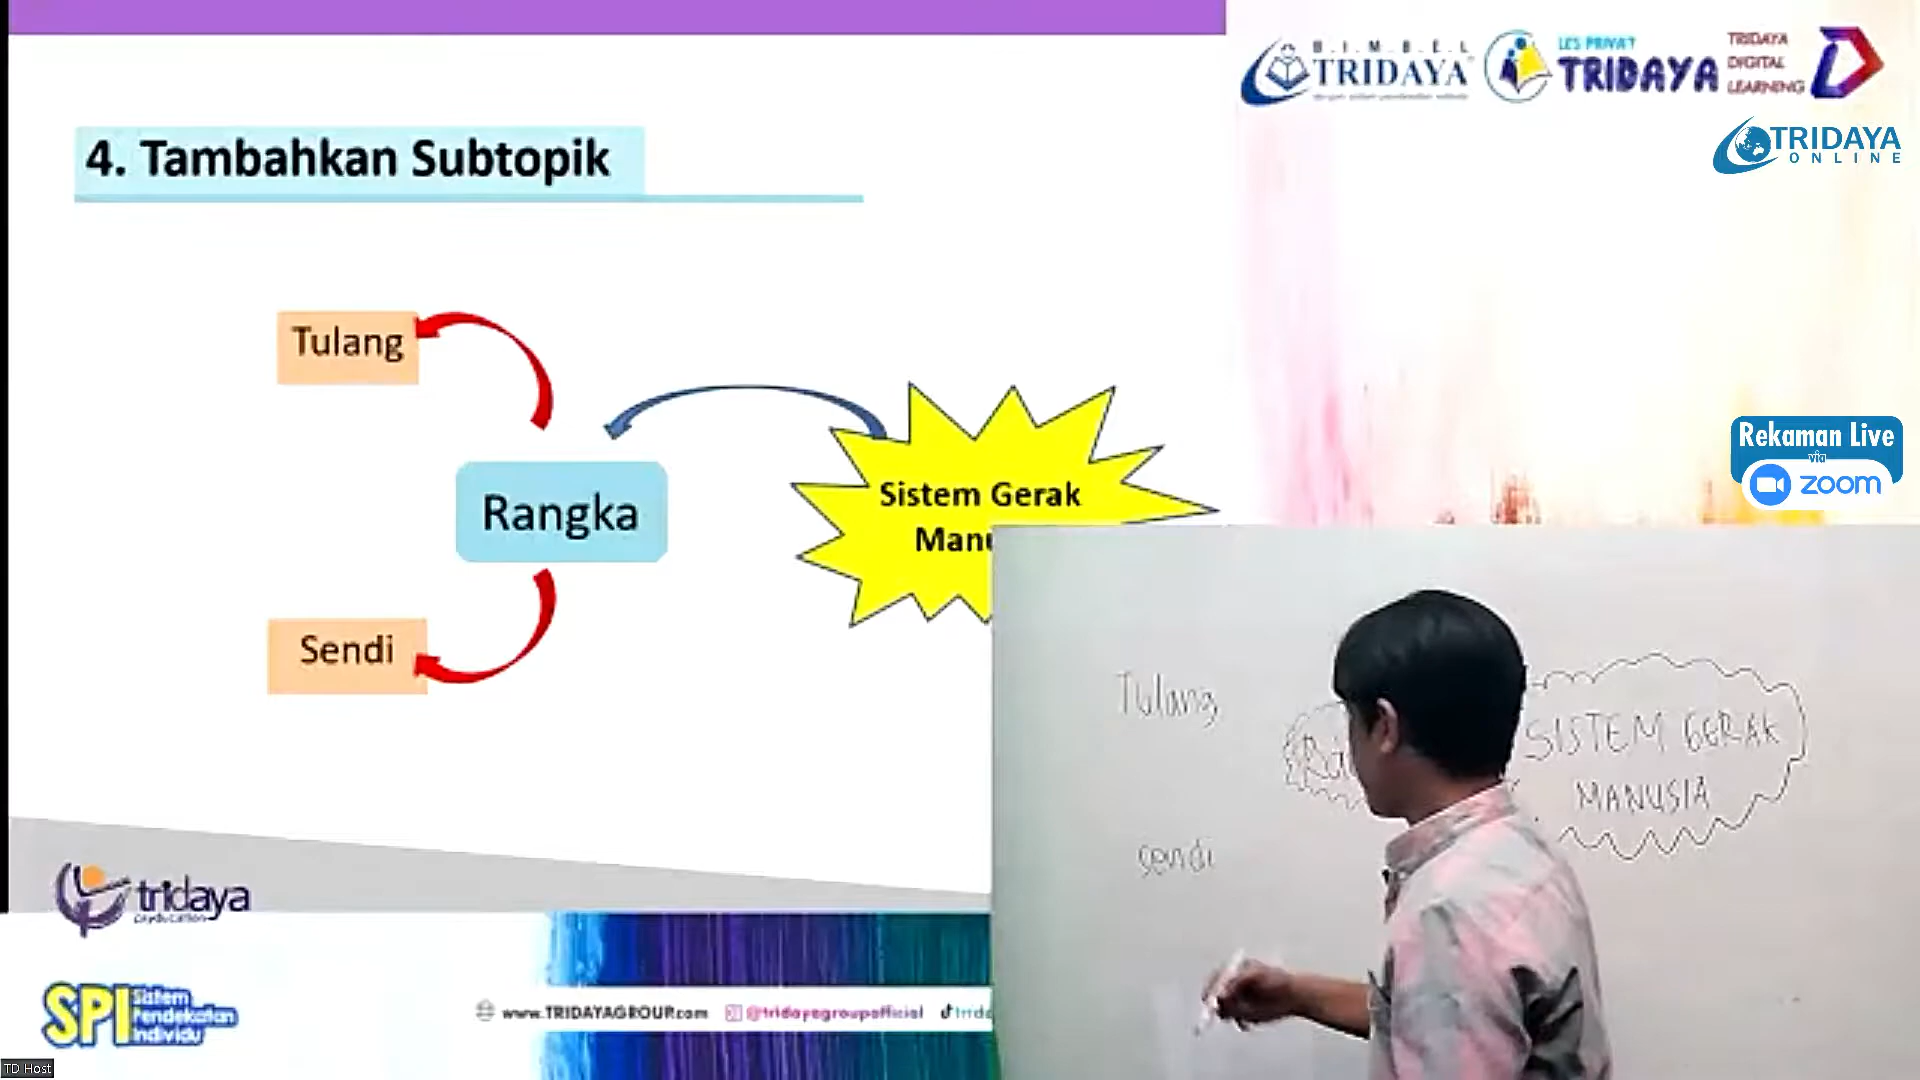 B.I.M.B.E.L
TRIDAYA
LES PRIVAT
TRIDAYA
TRIDAYA
DIGITAL
LEARNING
TRIDAYA
ONLINE
4. Tambahkan Subtopik
Tulang
Rangka
Sistem Gerak
Manu
Sendi
Rekaman Live
via
zoom
Tulang
SISTEM GERAK
MANUSIA
sendi
tridaya
SPI Sistem
Pendekatan
Individu
www.TRIDAYAGROUP.com
@tridayagroupofficial
TD Host